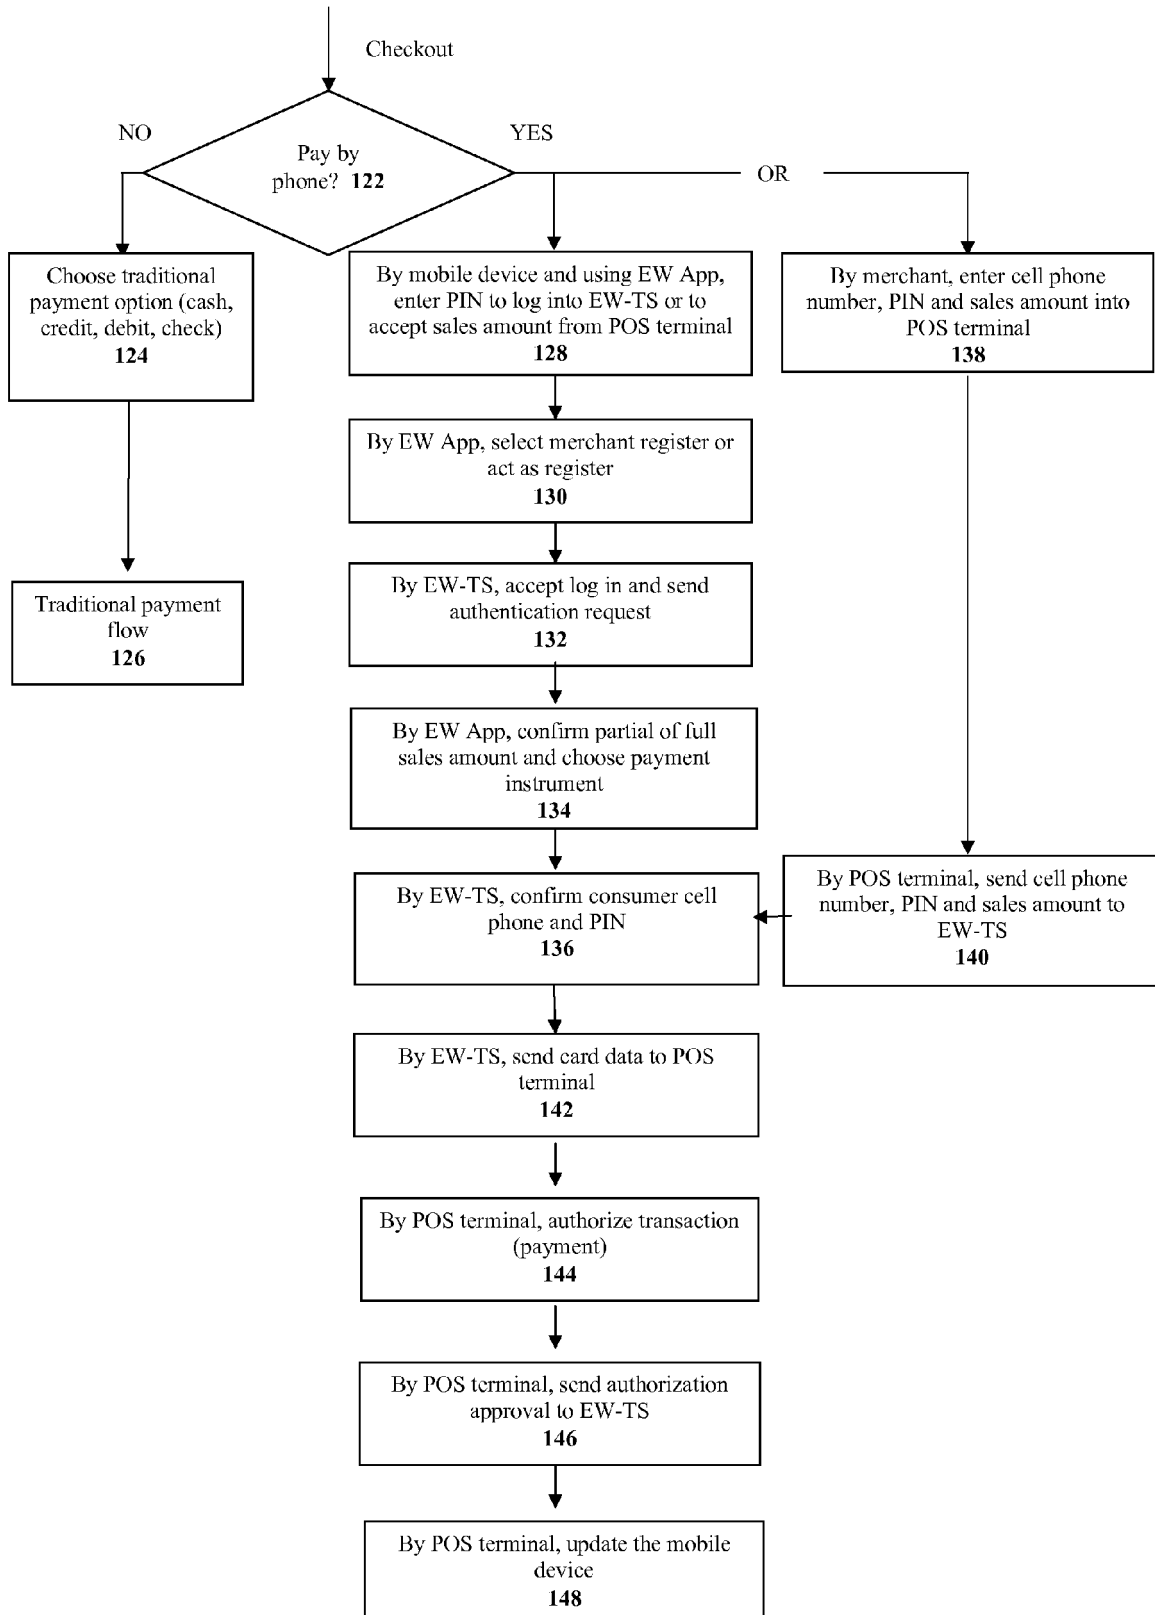 Checkout
NO
YES
Pay by
phone? 122
OR
Choose traditional
payment option (cash,
credit, debit, check)
124
By mobile device and using EW App,
enter PIN to log into EW-TS or to
accept sales amount from POS terminal
128
By merchant, enter cell phone
number, PIN and sales amount into
POS terminal
138
By EW App, select merchant register or
act as register
130
Traditional payment
flow
126
By EW-TS, accept log in and send
authentication request
132
By EW App, confirm partial of full
sales amount and choose payment
instrument
134
By EW-TS, confirm consumer cell
phone and PIN
136
By POS terminal, send cell phone
number, PIN and sales amount to
EW-TS
140
By EW-TS, send card data to POS
terminal
142
By POS terminal, authorize transaction
(payment)
144
By POS terminal, send authorization
approval to EW-TS
146
By POS terminal, update the mobile
device
148